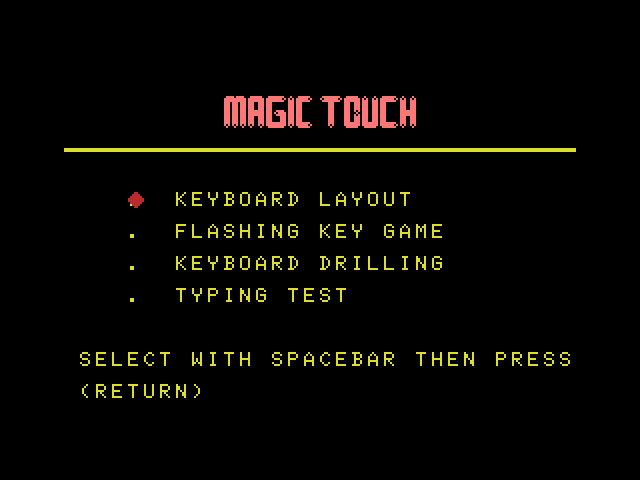 MAGIC TOUCH
KEYBOARD LAYOUT
. FLASHING KEY GAME
. KEYBOARD DRILLING
. TYPING TEST
SELECT WITH SPACEBAR THEN PRESS
(RETURN)